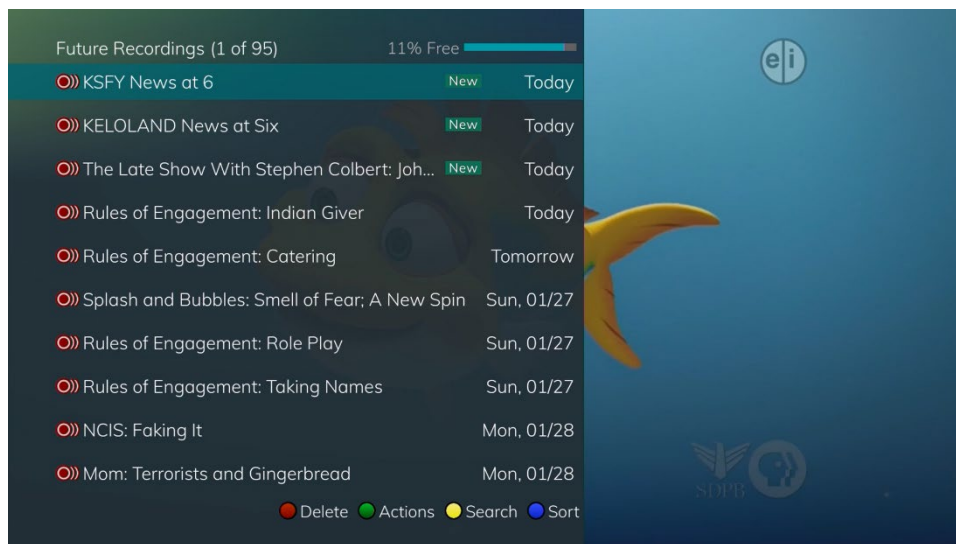 Future Recordings (1 of 95) 11% Free
KSFY News at 6 New Today
KELOLAND News at Six New Today
The Late Show With Stephen Colbert: Joh... New Today
Rules of Engagement: Indian Giver Today
Rules of Engagement: Catering Tomorrow
Splash and Bubbles: Smell of Fear; A New Spin Sun, 01/27
Rules of Engagement: Role Play Sun, 01/27
Rules of Engagement: Taking Names Sun, 01/27
NCIS: Faking It Mon, 01/28
Mom: Terrorists and Gingerbread Mon, 01/28
Delete Actions Search Sort
e i
SDPB